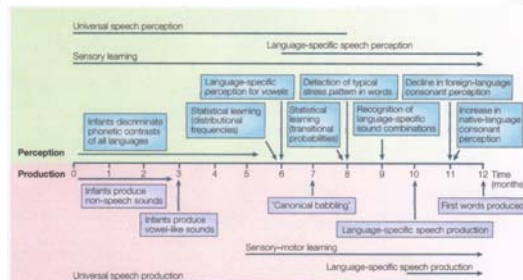 Universal speech perception
Language-specific speech perception
Sensory learning
Language-specific
perception for vowels
Detection of typical
stress pattern in words
Decline in foreign-language
consonant perception
Statistical learning
(distributional
frequencies)
Statistical
learning
(transitional
probabilities)
Recognition of
language-specific
sound combinations
Increase in
native-language
consonant
perception
Infants discriminate
phonetic contrasts
of all languages
Perception
Production
0 1 2 3 4 5 6 7 8 9 10 11 12 Time
(months)
Infants produce
non-speech sounds
'Canonical babbling'
First words produced
Infants produce
vowel-like sounds
Language-specific speech production
Sensory–motor learning
Language-specific speech production
Universal speech production